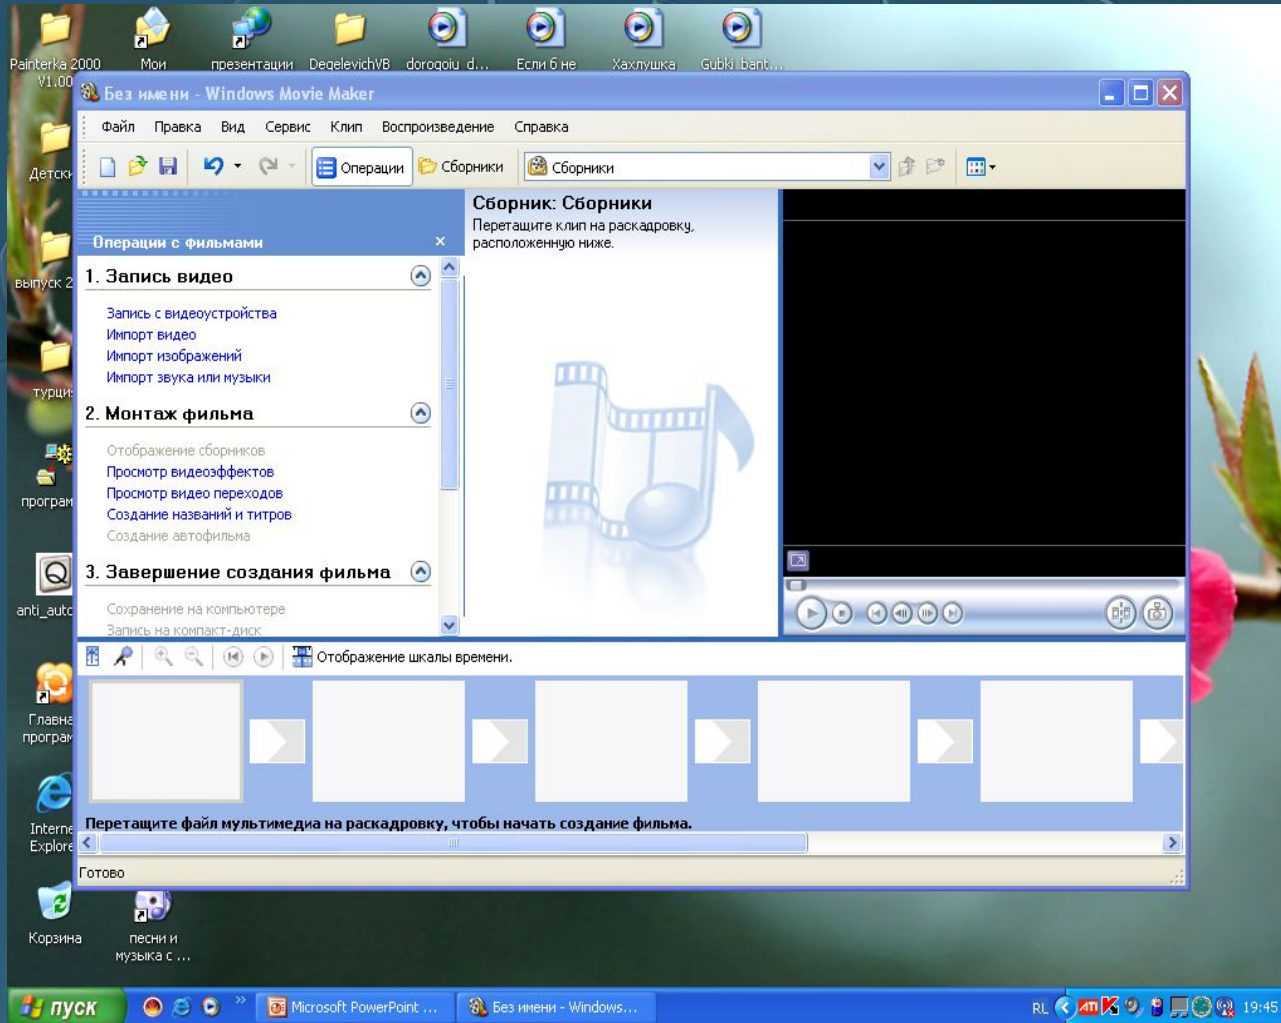 Painterka 2000
V1.00
Мои
презентации
DegelevichVB
dorogoiu d...
Если б не
Хахлушка
Gubki bant...
Без имени - Windows Movie Maker
Файл Правка Вид Сервис Клип Воспроизведение Справка
Операции
Сборники
Сборники
Операции с фильмами
Сборник: Сборники
Перетащите клип на раскадровку,
расположенную ниже.
1. Запись видео
Запись с видеоустройства
Импорт видео
Импорт изображений
Импорт звука или музыки
2. Монтаж фильма
Отображение сборников
Просмотр видеоэффектов
Просмотр видео переходов
Создание названий и титров
Создание автофильма
3. Завершение создания фильма
Сохранение на компьютере
Запись на компакт-диск
Отображение шкалы времени.
Перетащите файл мультимедиа на раскадровку, чтобы начать создание фильма.
Готово
Детски
выпуск 2
турция
програм
anti_auto
Главна
програм
Interne
Explore
Корзина
песни и
музыка с ...
пуск
Microsoft PowerPoint ...
Без имени - Windows...
RL
ATI
K
19:45